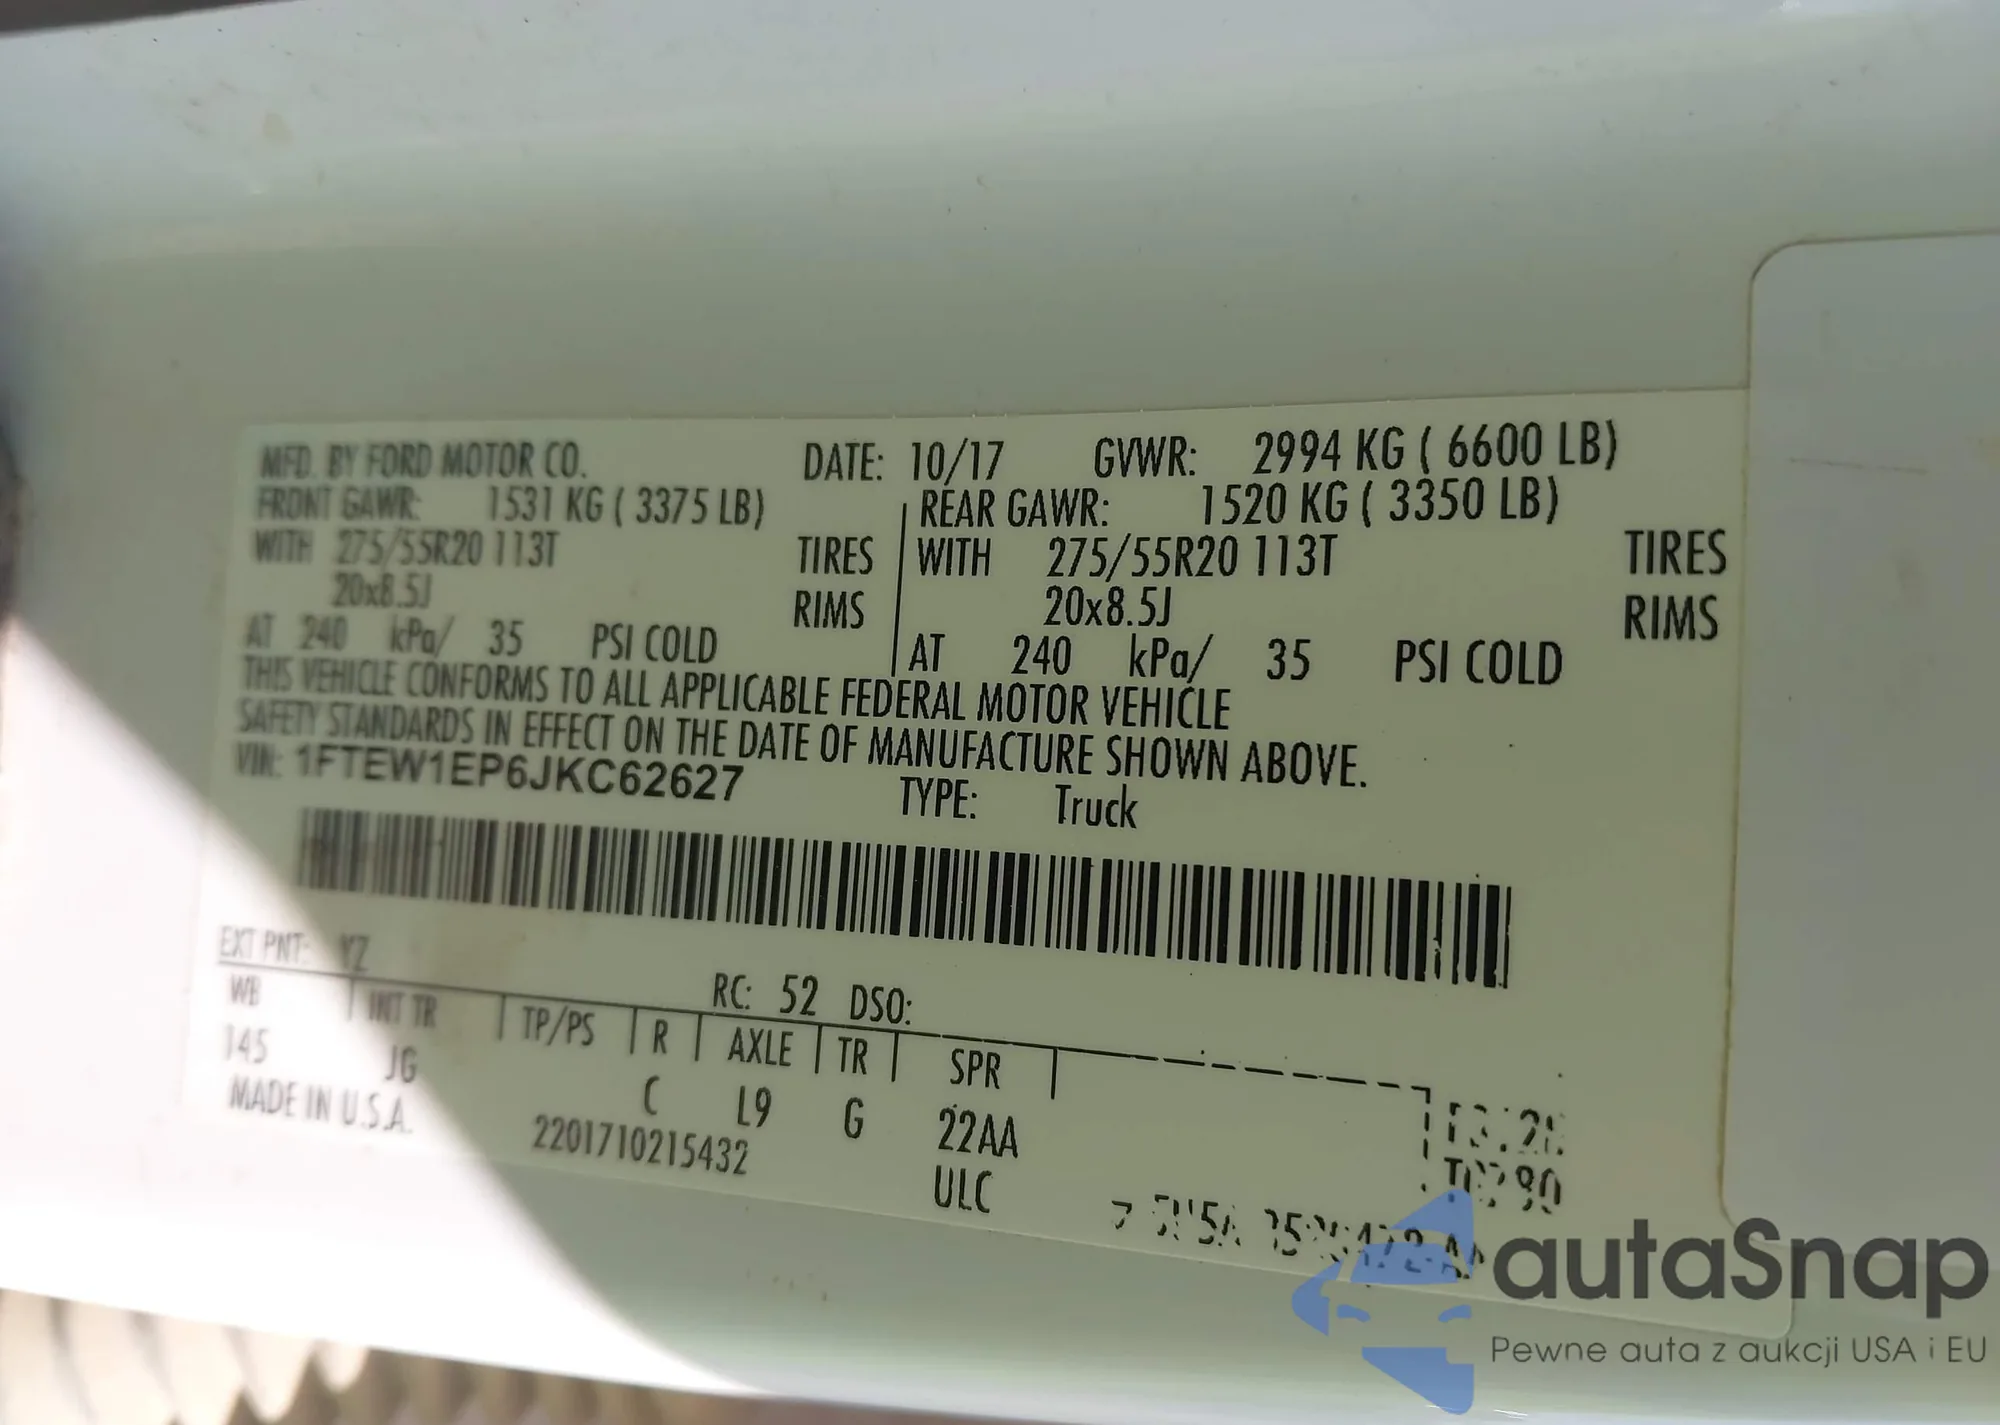 MFD. BY FORD MOTOR CO. DATE: 10/17 GVWR: 2994 KG ( 6600 LB)
FRONT GAWR: 1531 KG ( 3375 LB) REAR GAWR: 1520 KG ( 3350 LB)
WITH 275/55R20 113T TIRES WITH 275/55R20 113T TIRES
20x8.5J RIMS 20x8.5J RIMS
AT 240 kPa/ 35 PSI COLD AT 240 kPa/ 35 PSI COLD
THIS VEHICLE CONFORMS TO ALL APPLICABLE FEDERAL MOTOR VEHICLE
SAFETY STANDARDS IN EFFECT ON THE DATE OF MANUFACTURE SHOWN ABOVE.
VIN: 1FTEW1EP6JKC62627 TYPE: Truck
EXT PNT: YZ RC: 52 DSO:
WB INT TR TP/PS R AXLE TR SPR
145 JG C L9 G 22AA
MADE IN U.S.A. 2201710215432 ULC
autaSnap
Pewne auta z aukcji USA i EU